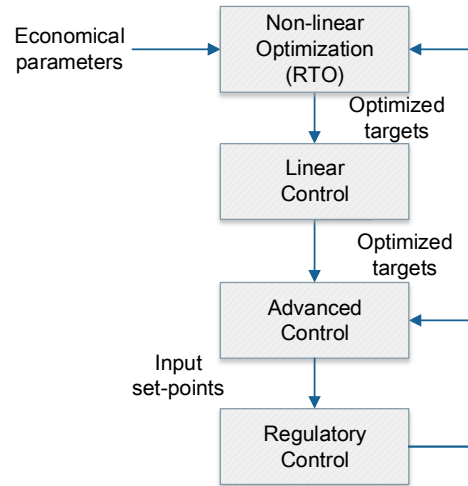 Economical
parameters
Non-linear
Optimization
(RTO)
Optimized
targets
Linear
Control
Optimized
targets
Advanced
Control
Input
set-points
Regulatory
Control